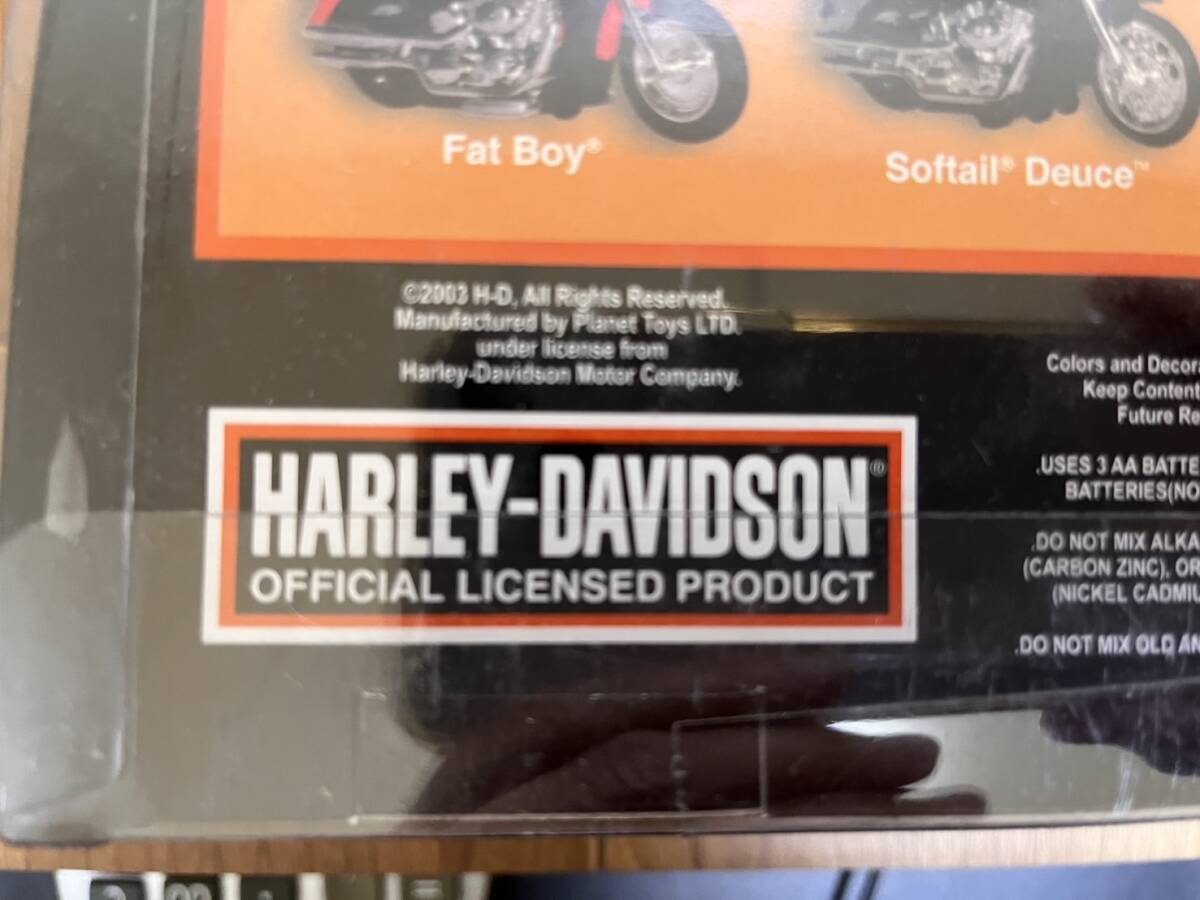 Fat Boy®
Softail® Deuce™
©2003 H-D, All Rights Reserved.
Manufactured by Planet Toys LTD.
under license from
Harley-Davidson Motor Company.
HARLEY-DAVIDSON®
OFFICIAL LICENSED PRODUCT
Colors and Decora
Keep Content
Future Re
.USES 3 AA BATTE
BATTERIES(NO
.DO NOT MIX ALKA
(CARBON ZINC), OR
(NICKEL CADMIU
.DO NOT MIX OLD AN